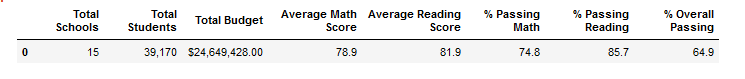 Total Schools Total Students Total Budget Average Math Score Average Reading Score % Passing Math % Passing Reading % Overall Passing
0 15 39,170 $24,649,428.00 78.9 81.9 74.8 85.7 64.9